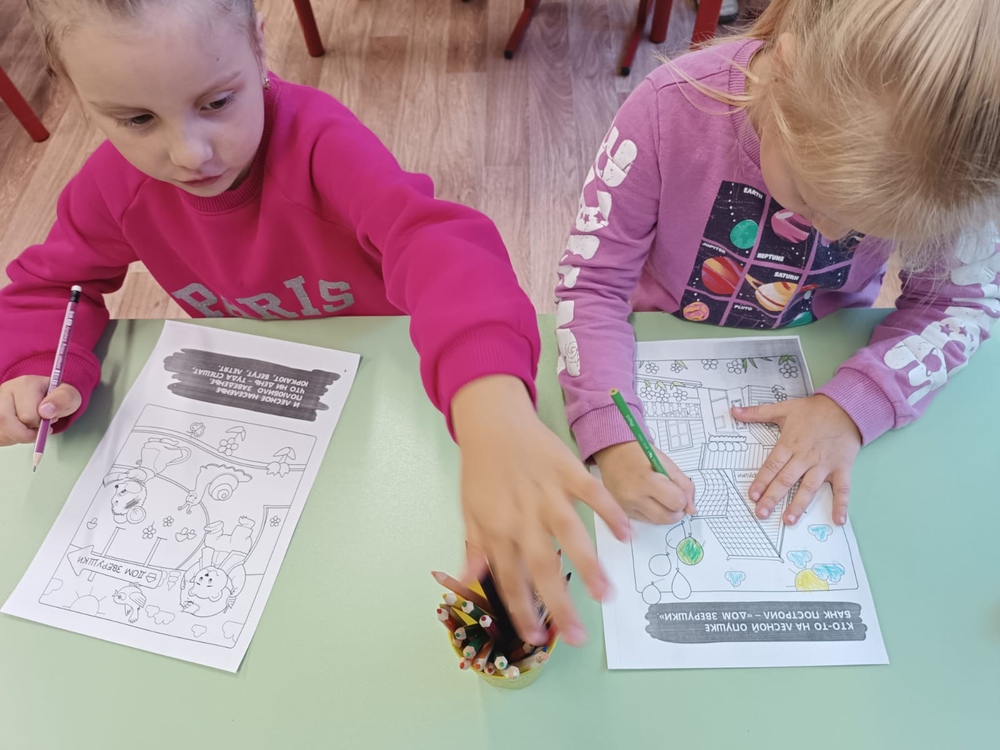 PARIS
EARTH
JUPITER
NEPTUNE
SATURN
PLUTO
И ЛЕСНОЕ НАСЕЛЕНЬЕ
ПОЛЮБИЛО ЗАВЕДЕНЬЕ.
ЧТО НИ ДЕНЬ – ТУДА СПЕШАТ,
ЮРКАЮТ, БЕГУТ, ЛЕТЯТ.
ДОМ ЗВЕРУШКИ
КТО-ТО НА ЛЕСНОЙ ОПУШКЕ
БАНК ПОСТРОИЛ – «ДОМ ЗВЕРУШКИ».